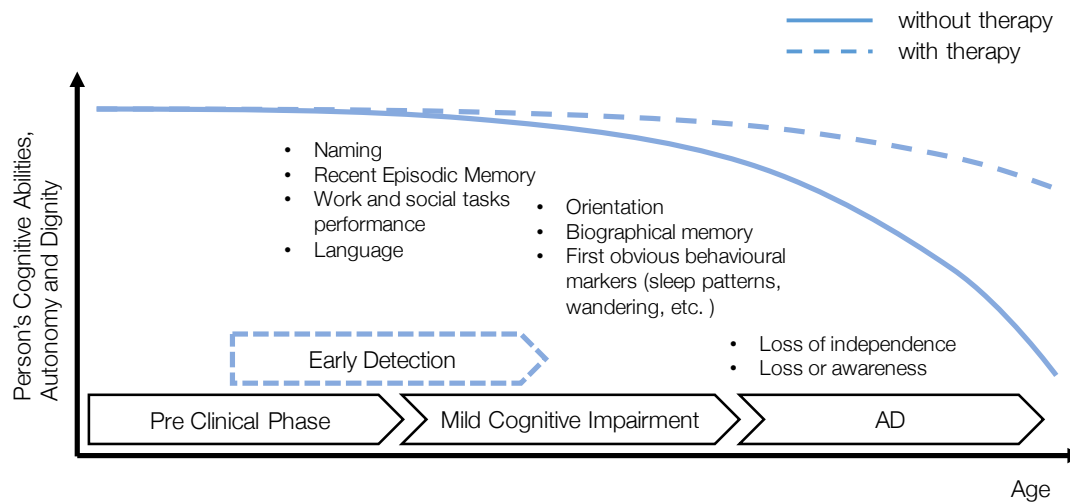 without therapy
with therapy
Person's Cognitive Abilities,
Autonomy and Dignity
• Naming
• Recent Episodic Memory
• Work and social tasks
performance
• Language
• Orientation
• Biographical memory
• First obvious behavioural
markers (sleep patterns,
wandering, etc. )
• Loss of independence
• Loss or awareness
Early Detection
Pre Clinical Phase
Mild Cognitive Impairment
AD
Age